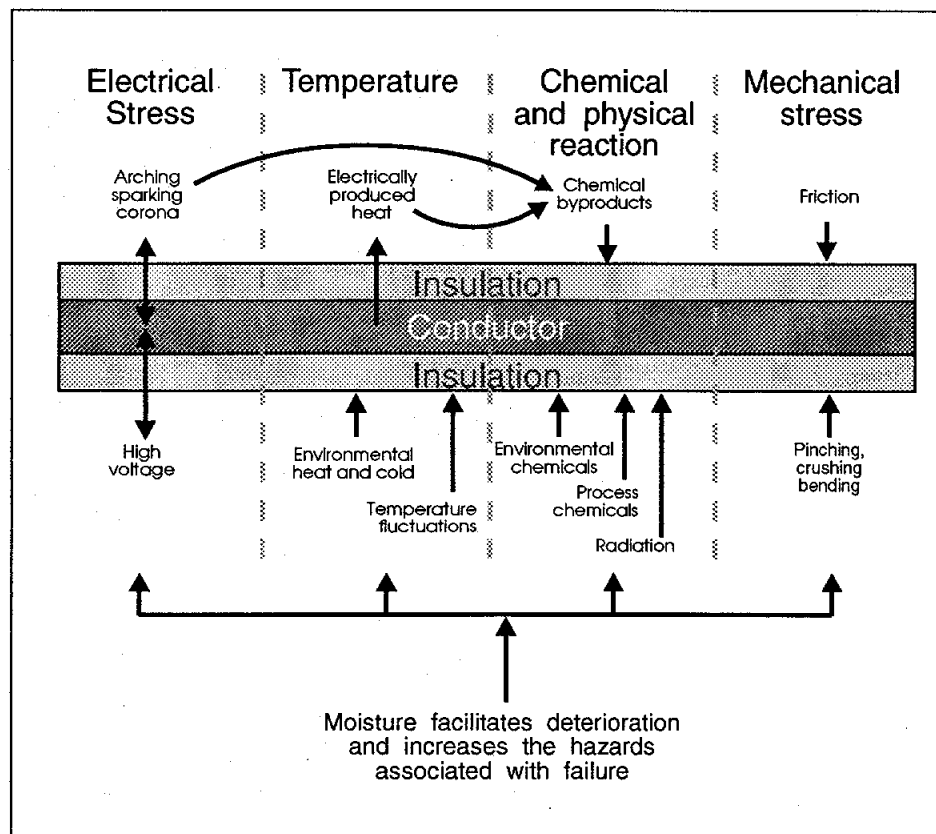 Electrical
Stress
Temperature
Chemical
and physical
reaction
Mechanical
stress
Arching
sparking
corona
Electrically
produced
heat
Chemical
byproducts
Friction
Insulation
Conductor
Insulation
High
voltage
Environmental
heat and cold
Temperature
fluctuations
Environmental
chemicals
Process
chemicals
Radiation
Pinching,
crushing
bending
Moisture facilitates deterioration
and increases the hazards
associated with failure